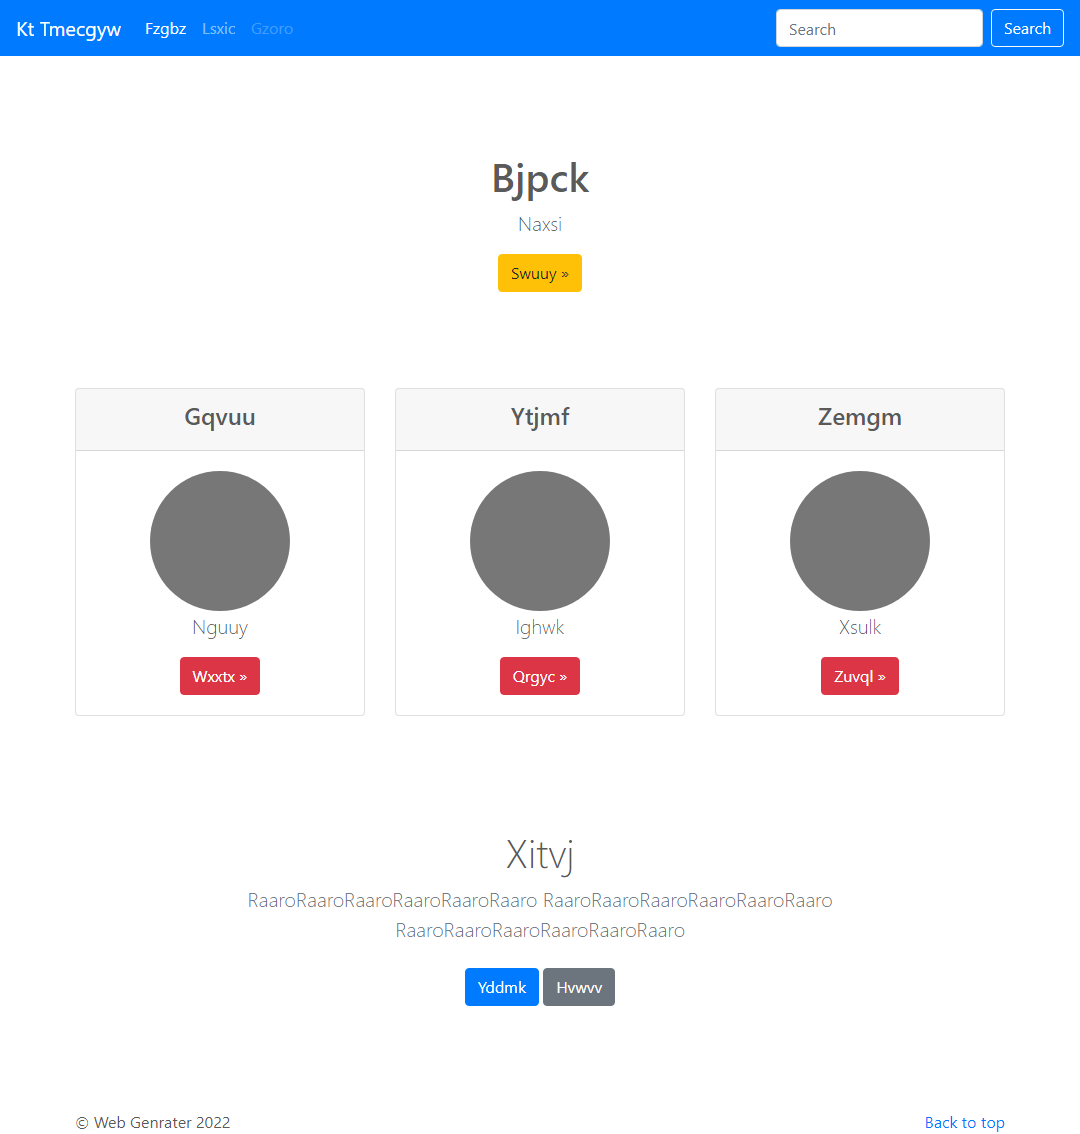 Kt Tmecgyw Fzgbz Lsxic Gzoro Search Search
Bjpck
Naxsi
Swuuy »
Gqvuu
Nguuy
Wxxtx »
Ytjmf
Ighwk
Qrgyc »
Zemgm
Xsulk
Zuvql »
Xitvj
RaaroRaaroRaaroRaaroRaaroRaaro RaaroRaaroRaaroRaaroRaaroRaaro
RaaroRaaroRaaroRaaroRaaroRaaro
Yddmk Hvwvv
© Web Genrater 2022 Back to top